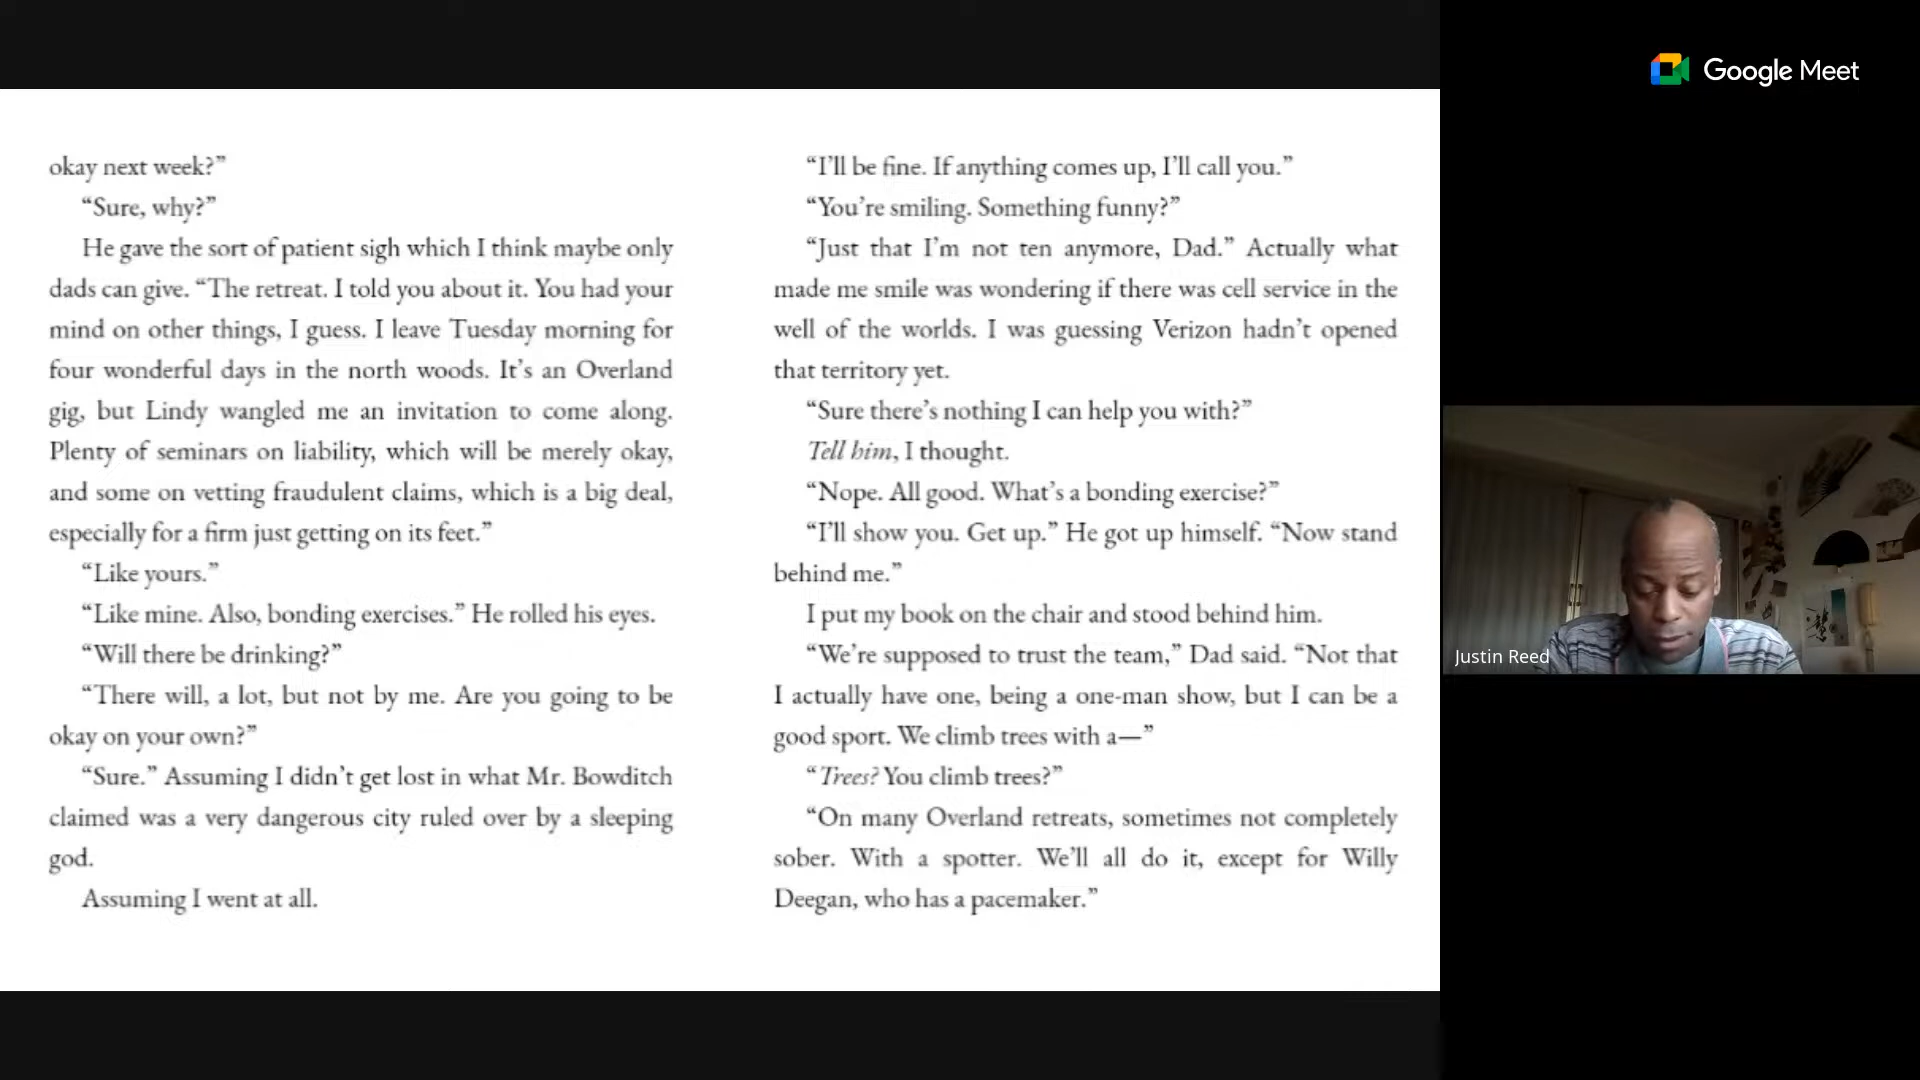 okay next week?”
“Sure, why?”
He gave the sort of patient sigh which I think maybe only
dads can give. “The retreat. I told you about it. You had your
mind on other things, I guess. I leave Tuesday morning for
four wonderful days in the north woods. It’s an Overland
gig, but Lindy wangled me an invitation to come along.
Plenty of seminars on liability, which will be merely okay,
and some on vetting fraudulent claims, which is a big deal,
especially for a firm just getting on its feet.”
“Like yours.”
“Like mine. Also, bonding exercises.” He rolled his eyes.
“Will there be drinking?”
“There will, a lot, but not by me. Are you going to be
okay on your own?”
“Sure.” Assuming I didn’t get lost in what Mr. Bowditch
claimed was a very dangerous city ruled over by a sleeping
god.
Assuming I went at all.
“I’ll be fine. If anything comes up, I’ll call you.”
“You’re smiling. Something funny?”
“Just that I’m not ten anymore, Dad.” Actually what
made me smile was wondering if there was cell service in the
well of the worlds. I was guessing Verizon hadn’t opened
that territory yet.
“Sure there’s nothing I can help you with?”
Tell him, I thought.
“Nope. All good. What’s a bonding exercise?”
“I’ll show you. Get up.” He got up himself. “Now stand
behind me.”
I put my book on the chair and stood behind him.
“We’re supposed to trust the team,” Dad said. “Not that
I actually have one, being a one-man show, but I can be a
good sport. We climb trees with a—”
“Trees? You climb trees?”
“On many Overland retreats, sometimes not completely
sober. With a spotter. We’ll all do it, except for Willy
Deegan, who has a pacemaker.”
Google Meet
Justin Reed